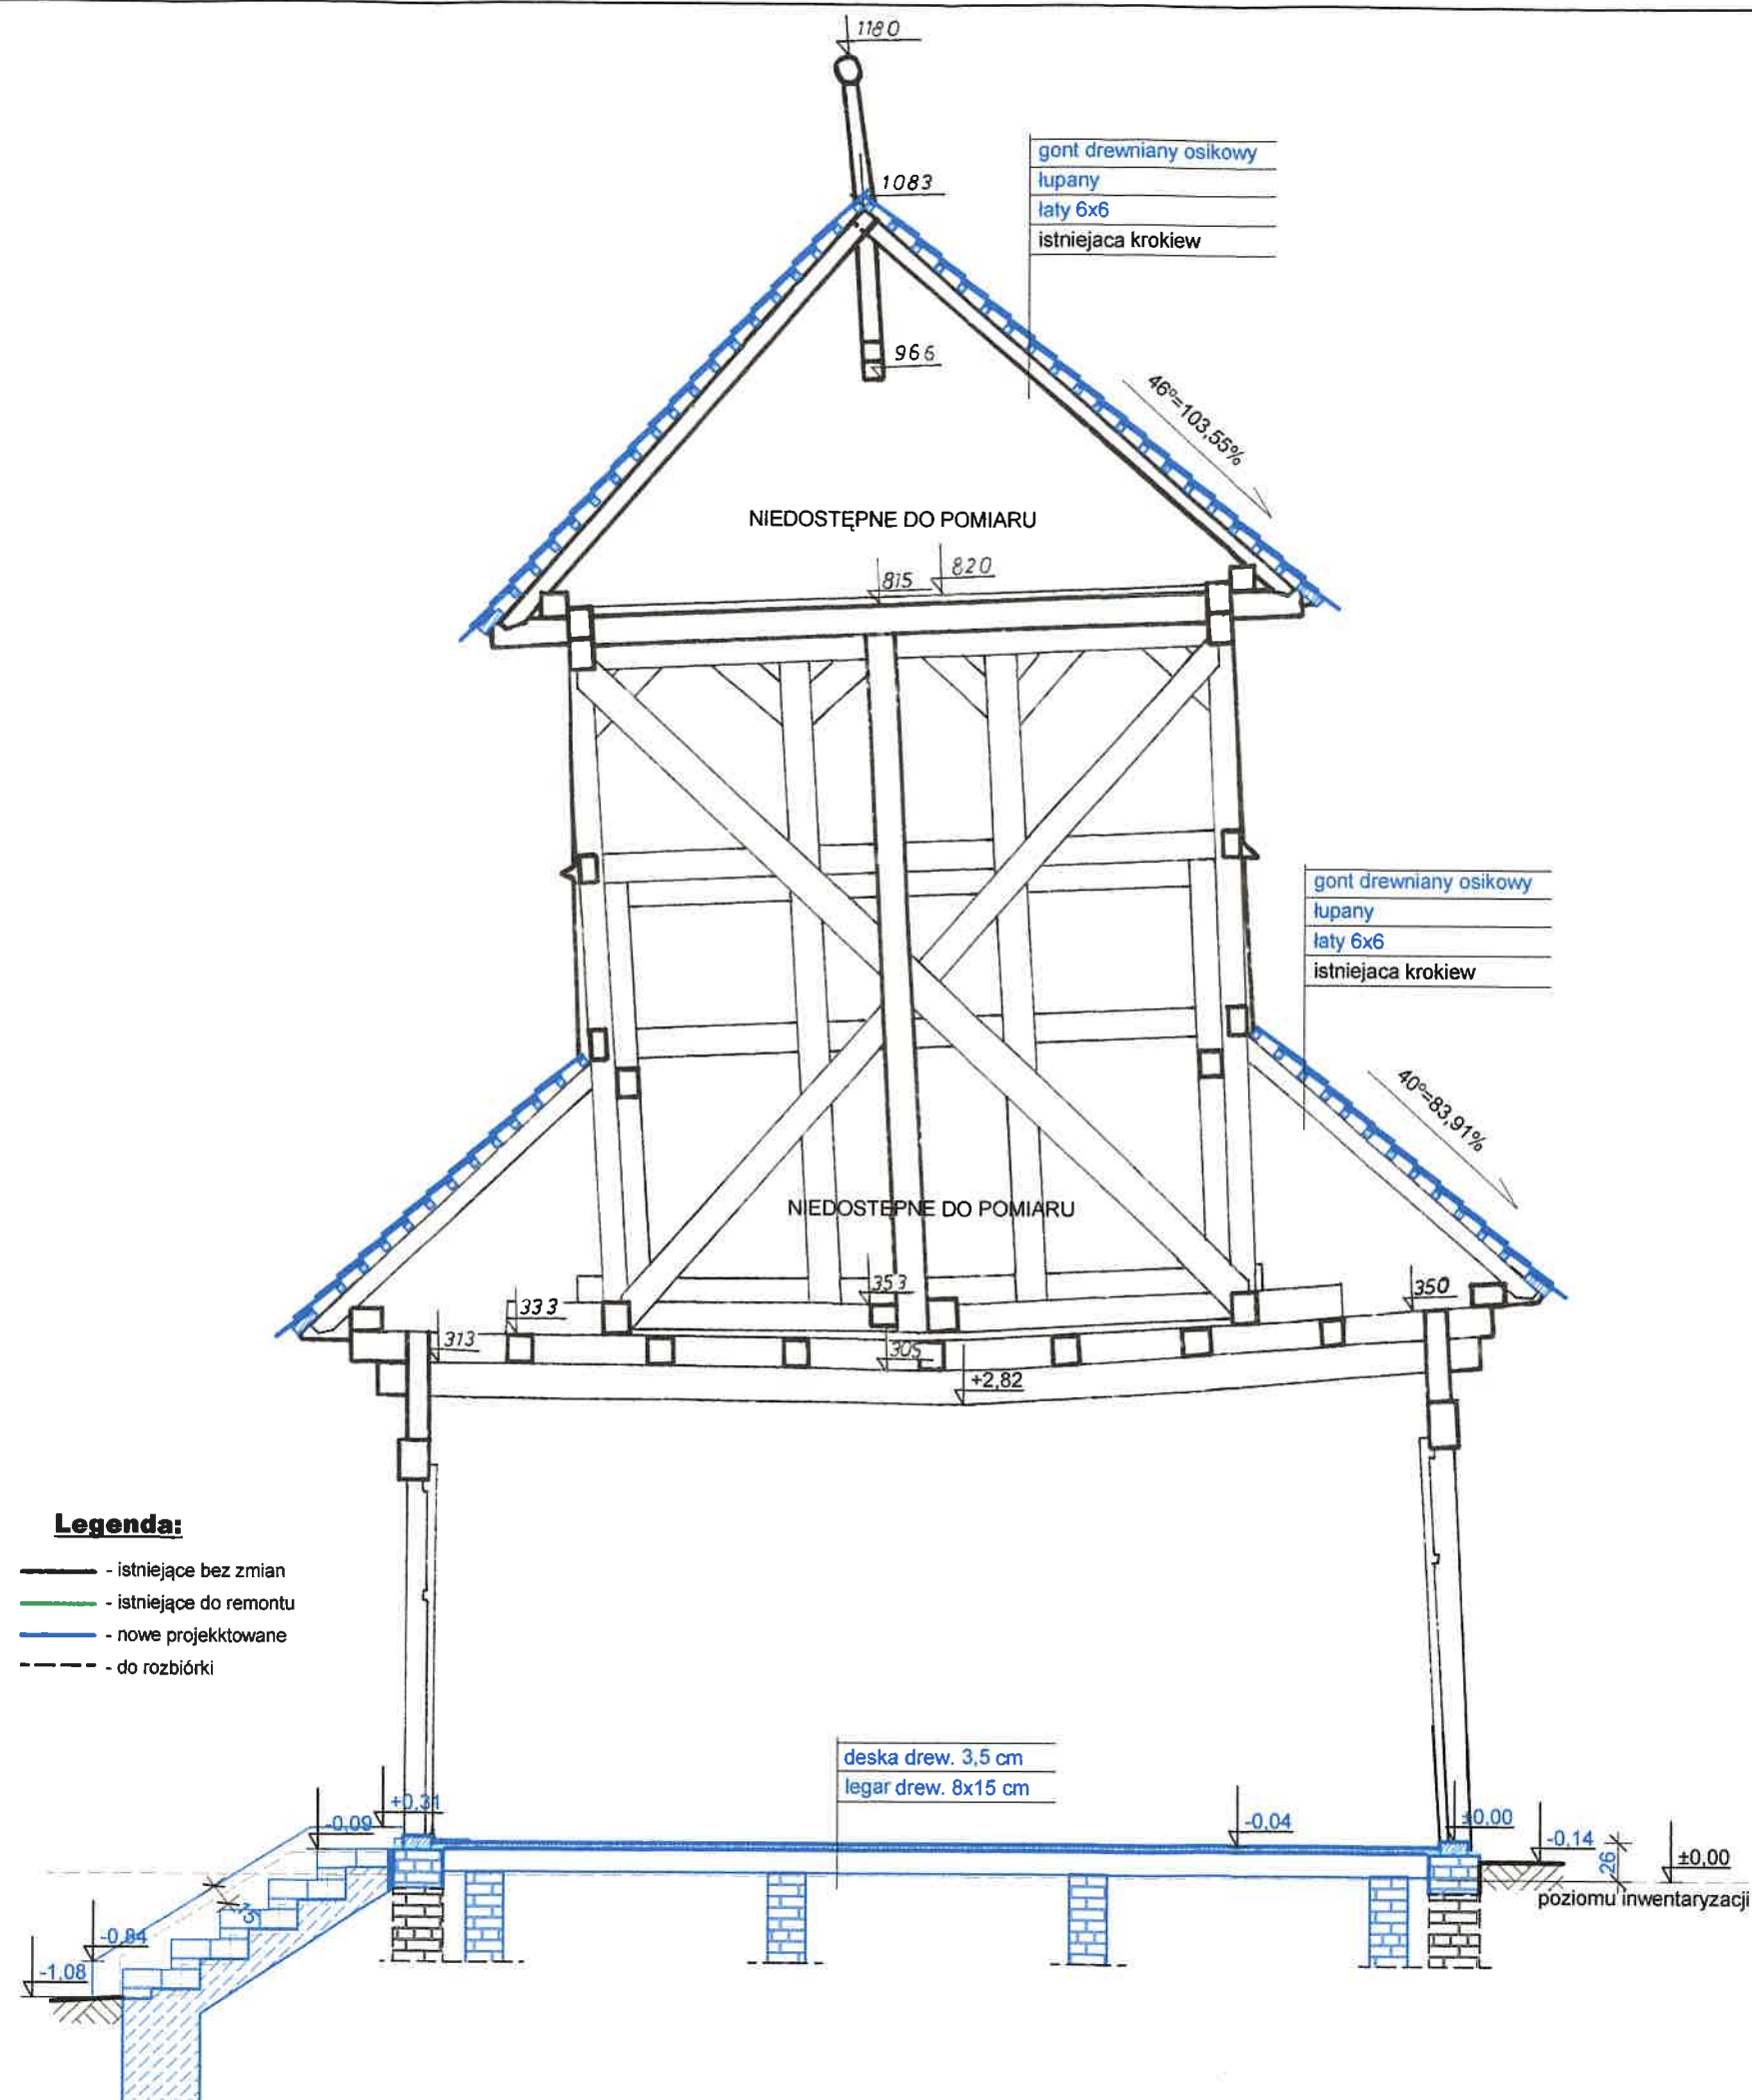 1180
1083
gont drewniany osikowy
łupany
łaty 6x6
istniejaca krokiew
966
46º=103,55%
NIEDOSTĘPNE DO POMIARU
815
820
gont drewniany osikowy
łupany
łaty 6x6
istniejaca krokiew
40º=83,91%
NIEDOSTĘPNE DO POMIARU
353
350
333
313
305
+2,82
Legenda:
- istniejące bez zmian
- istniejące do remontu
- nowe projekktowane
- do rozbiórki
deska drew. 3,5 cm
legar drew. 8x15 cm
+0,31
-0,09
-0,04
±0,00
-0,14
26
±0,00
poziomu inwentaryzacji
15
-0,84
-1,08